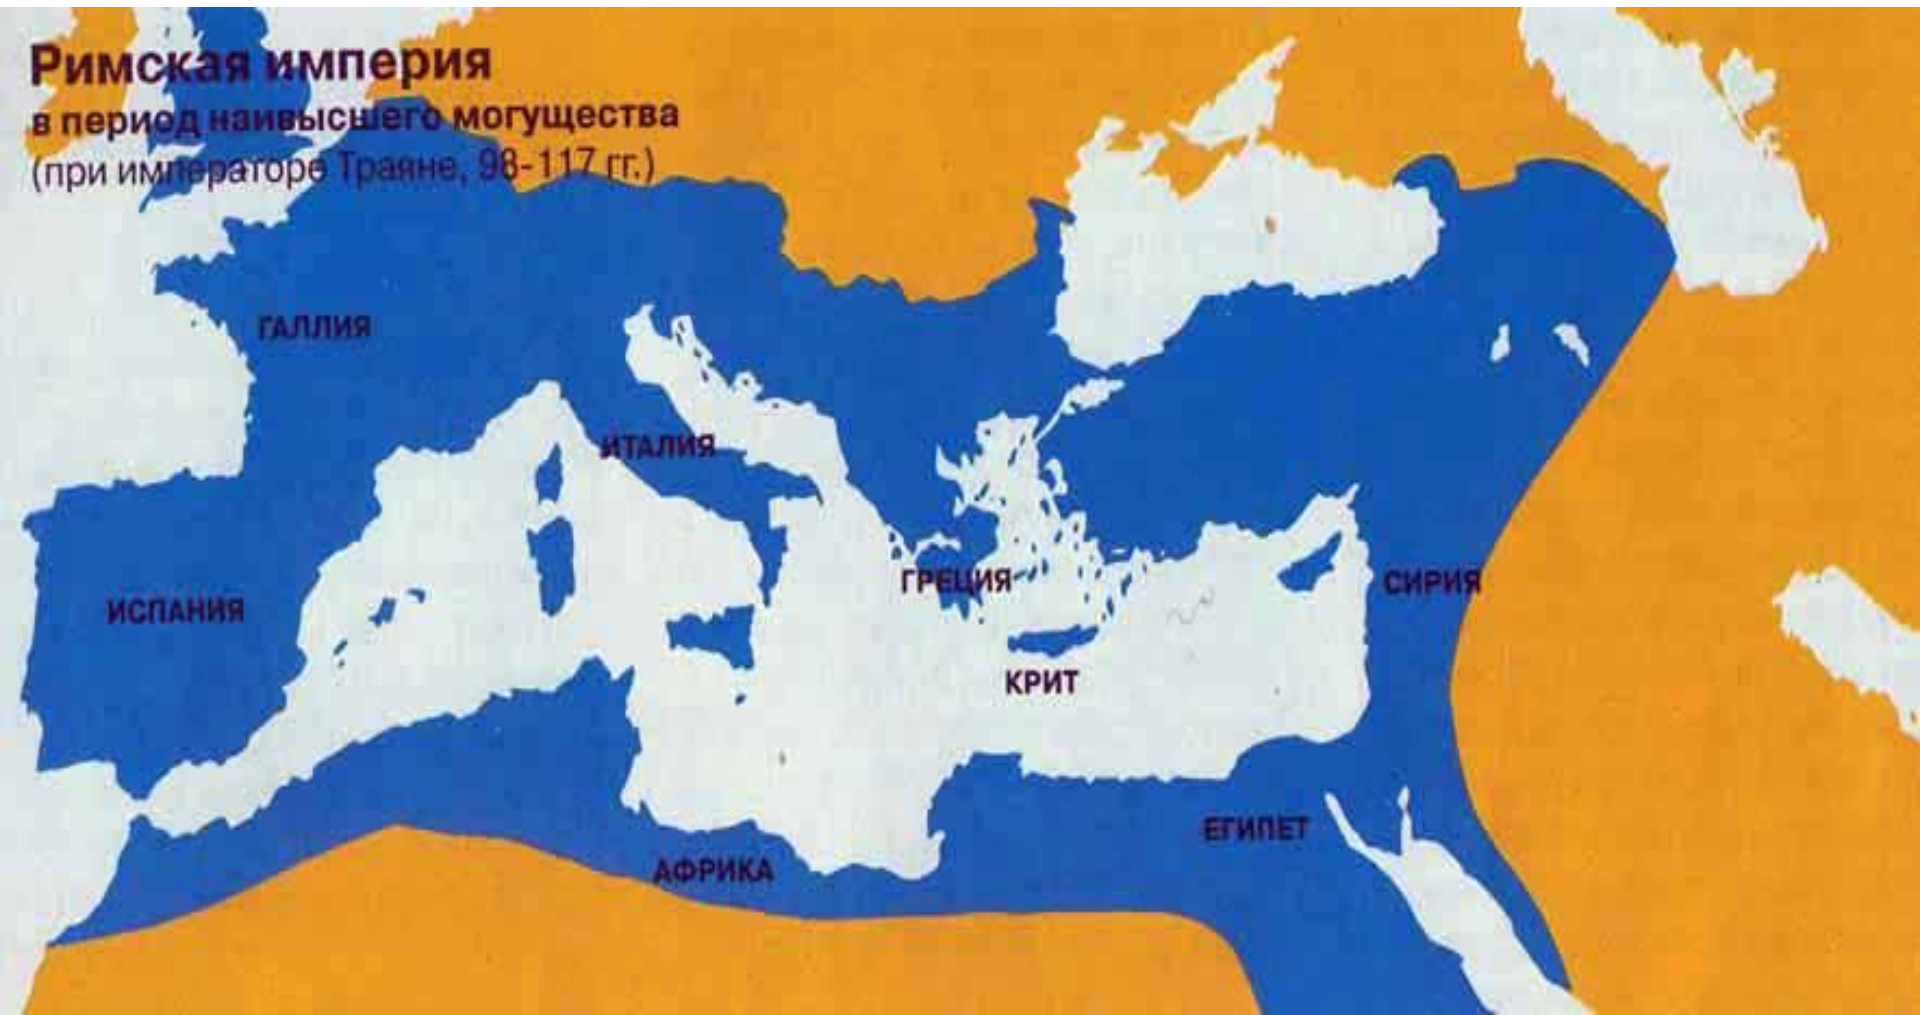 Римская империя
в период наивысшего могущества
(при императоре Траяне, 98-117 гг.)
ГАЛЛИЯ
ИТАЛИЯ
ИСПАНИЯ
ГРЕЦИЯ
СИРИЯ
КРИТ
ЕГИПЕТ
АФРИКА